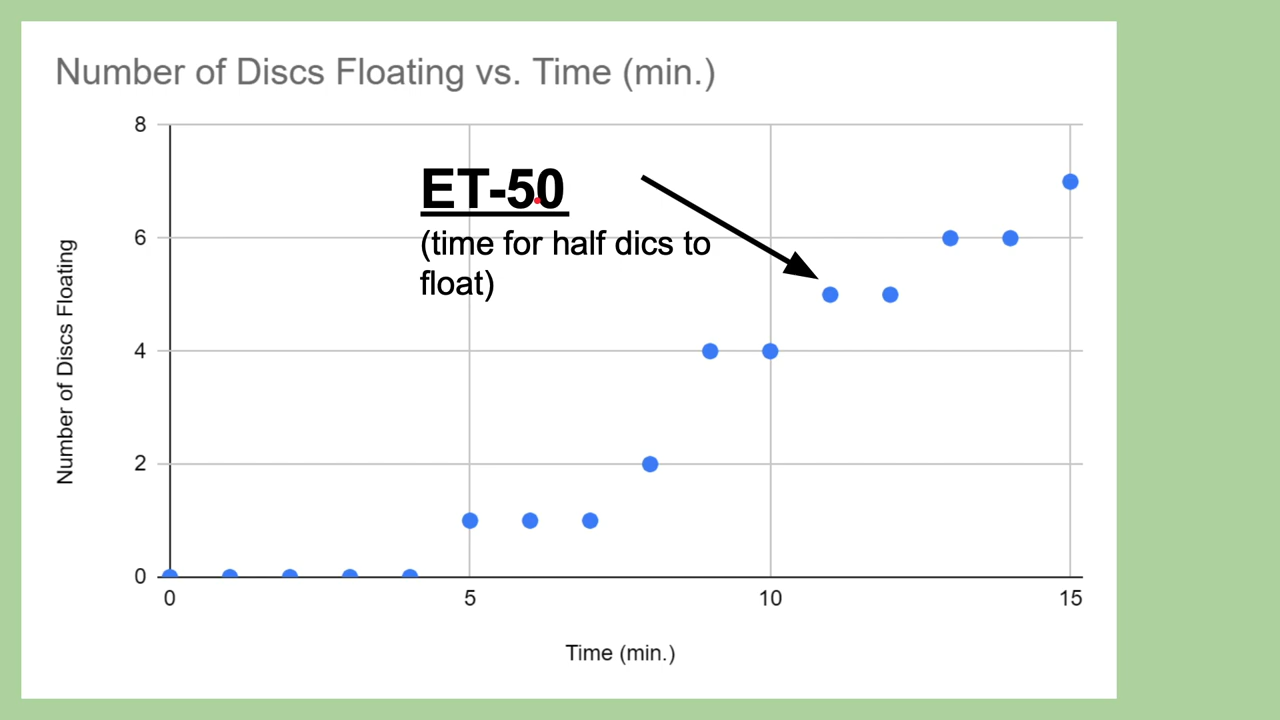 Number of Discs Floating vs. Time (min.)
8
ET-50
(time for half dics to
float)
6
4
2
0
Number of Discs Floating
0 5 10 15
Time (min.)